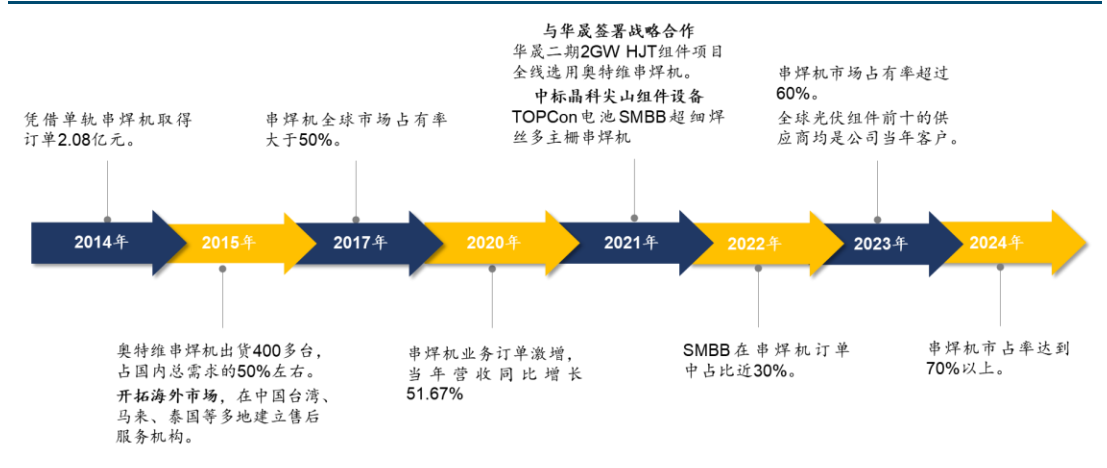 与华晟签署战略合作
华晟二期2GW HJT组件项目
全线选用奥特维串焊机。
中标晶科尖山组件设备
TOPCon电池SMBB超细焊
丝多主栅串焊机
串焊机市场占有率超过
60%。
全球光伏组件前十的供
应商均是公司当年客户。
凭借单轨串焊机取得
订单2.08亿元。
串焊机全球市场占有率
大于50%。
2014年
2015年
2017年
2020年
2021年
2022年
2023年
2024年
奥特维串焊机出货400多台，
占国内总需求的50%左右。
开拓海外市场，在中国台湾、
马来、泰国等多地建立售后
服务机构。
串焊机业务订单激增，
当年营收同比增长
51.67%
SMBB在串焊机订单
中占比近30%。
串焊机市占率达到
70%以上。